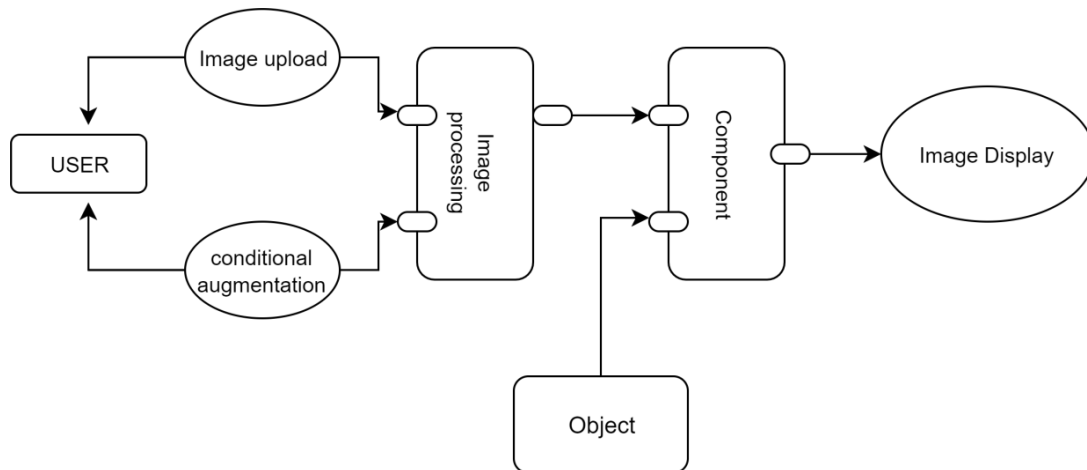 Image upload
USER
conditional
augmentation
Image
processing
Component
Image Display
Object